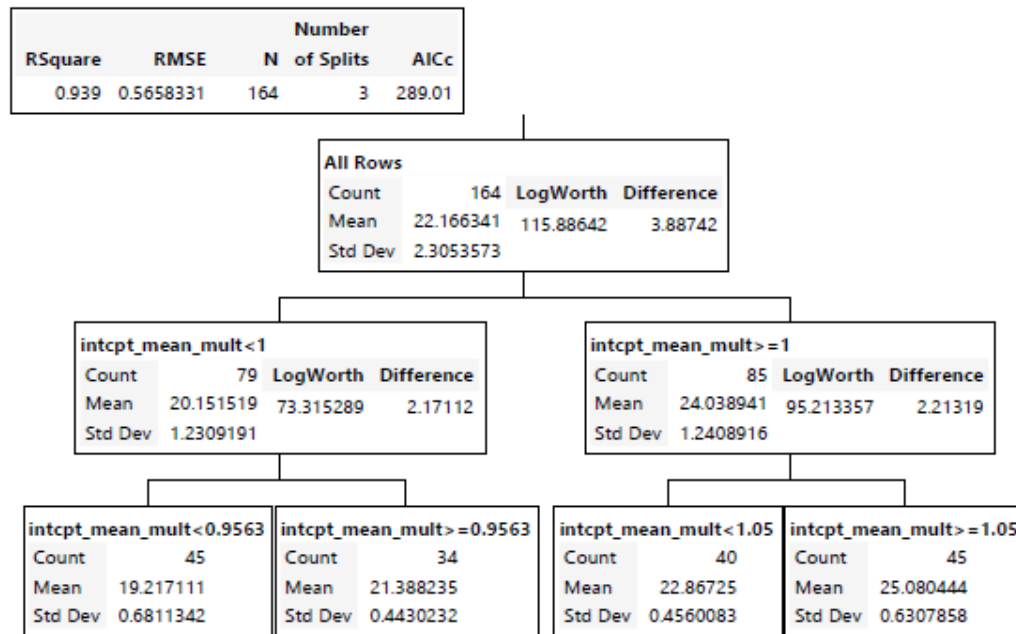 Number
RSquare RMSE N of Splits AICc
0.939 0.5658331 164 3 289.01
All Rows
Count 164 LogWorth Difference
Mean 22.166341 115.88642 3.88742
Std Dev 2.3053573
intcpt_mean_mult<1
Count 79 LogWorth Difference
Mean 20.151519 73.315289 2.17112
Std Dev 1.2309191
intcpt_mean_mult>=1
Count 85 LogWorth Difference
Mean 24.038941 95.213357 2.21319
Std Dev 1.2408916
intcpt_mean_mult<0.9563
Count 45
Mean 19.217111
Std Dev 0.6811342
intcpt_mean_mult>=0.9563
Count 34
Mean 21.388235
Std Dev 0.4430232
intcpt_mean_mult<1.05
Count 40
Mean 22.86725
Std Dev 0.4560083
intcpt_mean_mult>=1.05
Count 45
Mean 25.080444
Std Dev 0.6307858